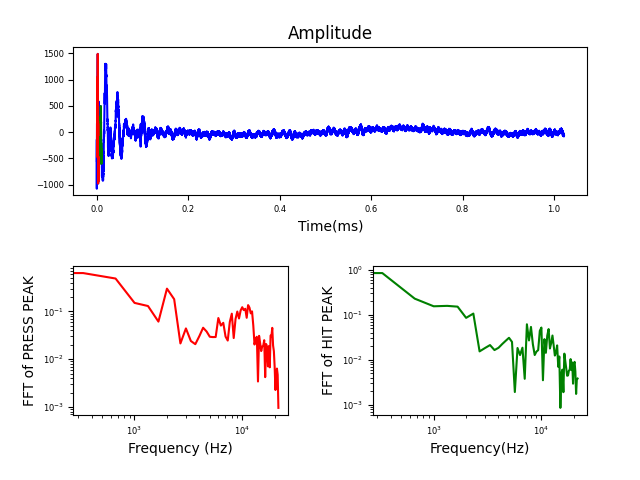 Amplitude
1500
1000
500
0
−500
−1000
0.0 0.2 0.4 0.6 0.8 1.0
Time(ms)
FFT of PRESS PEAK
10⁻¹
10⁻²
10⁻³
10³ 10⁴
Frequency (Hz)
FFT of HIT PEAK
10⁰
10⁻¹
10⁻²
10⁻³
10³ 10⁴
Frequency(Hz)